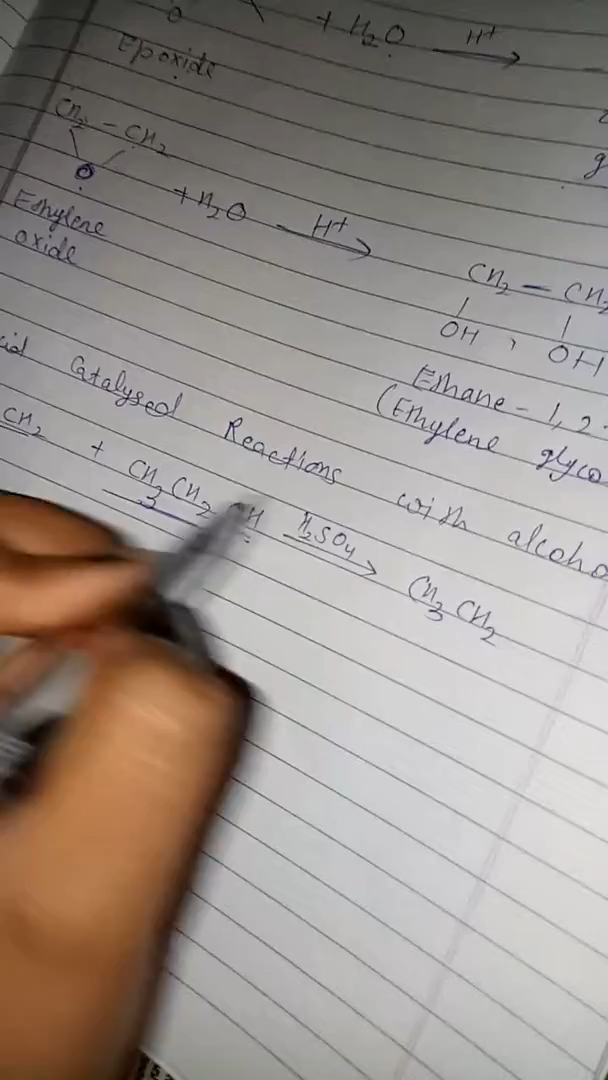 O
+ H₂O H⁺
Epoxide
CH₂ – CH₂
O
+ H₂O H⁺
Ethylene
oxide
CH₂ – CH₂
OH , OH
Ethane – 1, 2
(Ethylene glyco
Catalysed Reactions with alcoho
CH₂ + CH₃CH₂OH H₂SO₄ CH₃CH₂